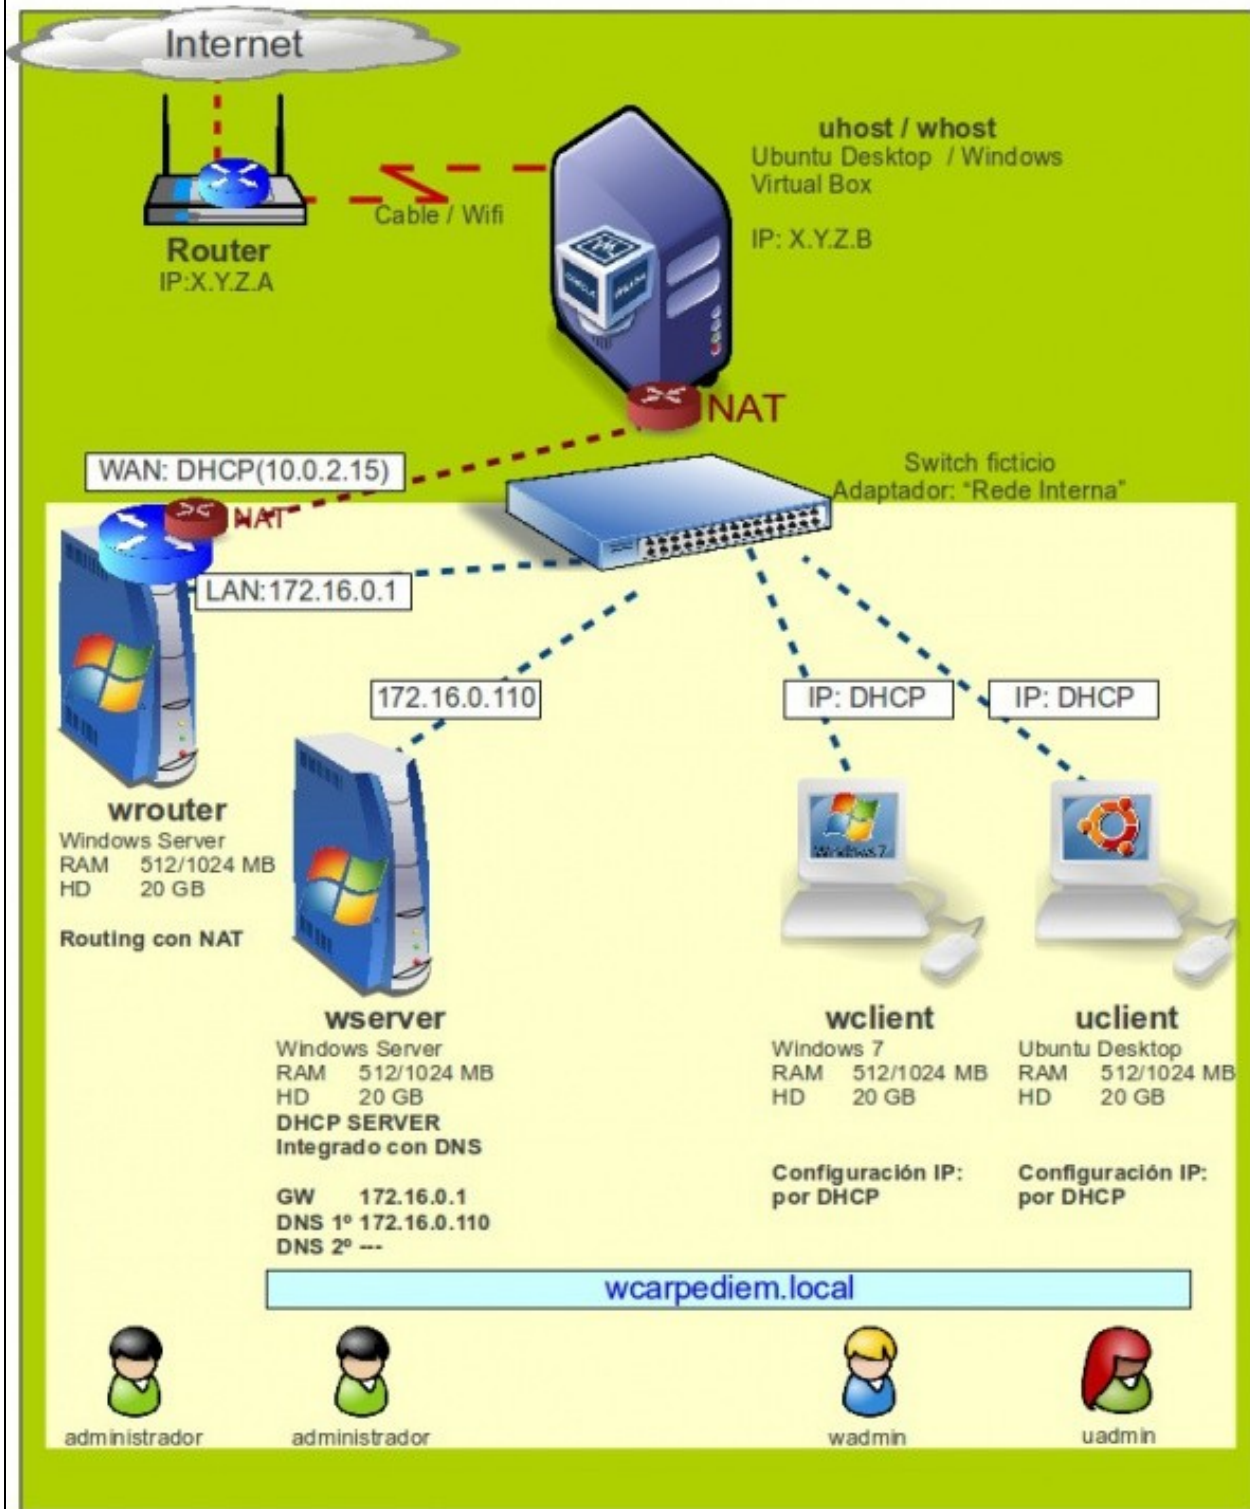 Internet
uhost / whost
Ubuntu Desktop / Windows
Virtual Box
IP: X.Y.Z.B
Cable / Wifi
Router
IP:X.Y.Z.A
NAT
WAN: DHCP(10.0.2.15)
Switch ficticio
Adaptador: “Rede Interna”
NAT
LAN:172.16.0.1
172.16.0.110
IP: DHCP
IP: DHCP
wrouter
Windows Server
RAM 512/1024 MB
HD 20 GB
Routing con NAT
Windows 7
wserver
Windows Server
RAM 512/1024 MB
HD 20 GB
DHCP SERVER
Integrado con DNS
GW 172.16.0.1
DNS 1º 172.16.0.110
DNS 2º ---
wclient
Windows 7
RAM 512/1024 MB
HD 20 GB
Configuración IP:
por DHCP
uclient
Ubuntu Desktop
RAM 512/1024 MB
HD 20 GB
Configuración IP:
por DHCP
wcarpediem.local
administrador
administrador
wadmin
uadmin